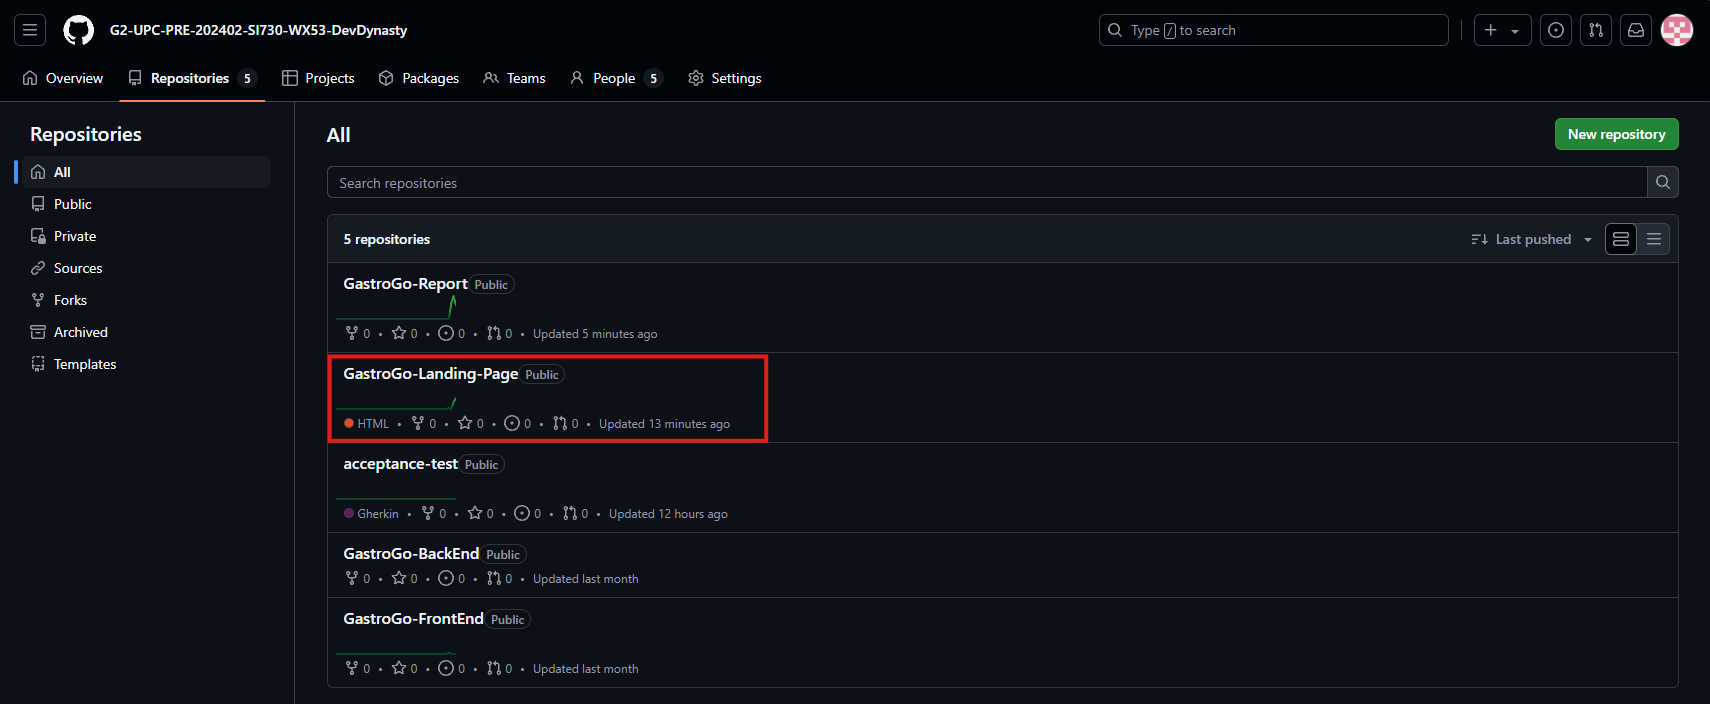 G2-UPC-PRE-202402-SI730-WX53-DevDynasty
Type / to search
Overview Repositories 5 Projects Packages Teams People 5 Settings
Repositories
All
Public
Private
Sources
Forks
Archived
Templates
All
New repository
Search repositories
5 repositories
Last pushed
GastroGo-Report Public
0 • 0 • 0 • 0 • Updated 5 minutes ago
GastroGo-Landing-Page Public
HTML • 0 • 0 • 0 • 0 • Updated 13 minutes ago
acceptance-test Public
Gherkin • 0 • 0 • 0 • 0 • Updated 12 hours ago
GastroGo-BackEnd Public
0 • 0 • 0 • 0 • Updated last month
GastroGo-FrontEnd Public
0 • 0 • 0 • 0 • Updated last month